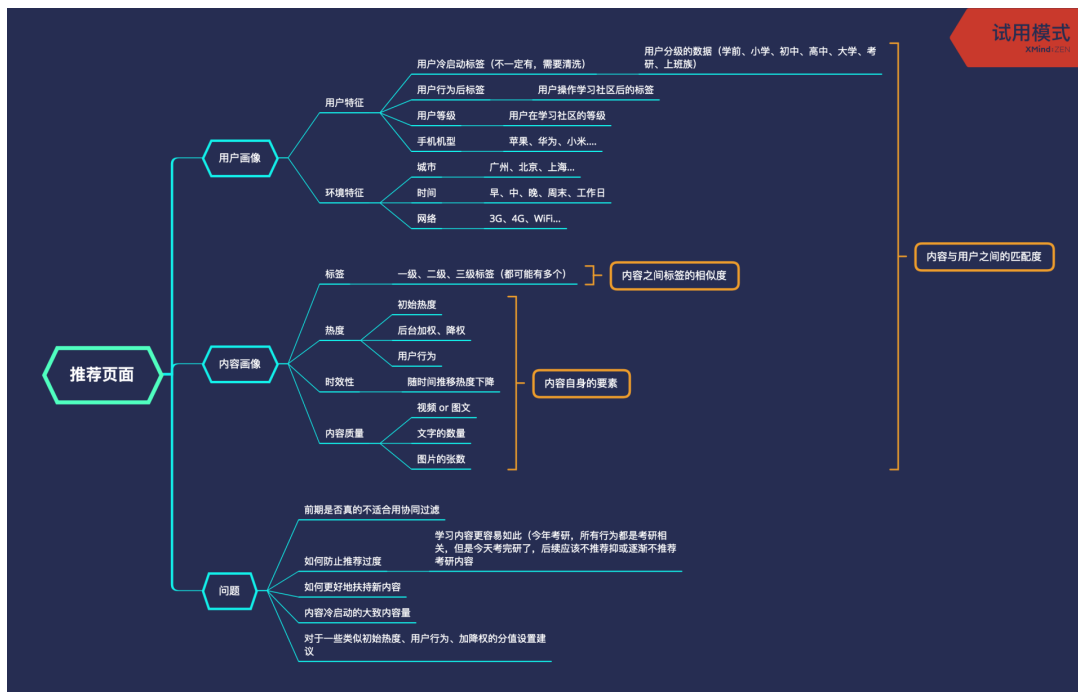 试用模式
XMind:ZEN
推荐页面
用户画像
用户特征
用户冷启动标签（不一定有，需要清洗）
用户分级的数据（学前、小学、初中、高中、大学、考
研、上班族）
用户行为后标签
用户操作学习社区后的标签
用户等级
用户在学习社区的等级
手机机型
苹果、华为、小米....
环境特征
城市
广州、北京、上海...
时间
早、中、晚、周末、工作日
网络
3G、4G、WiFi...
内容与用户之间的匹配度
内容画像
标签
一级、二级、三级标签（都可能有多个）
内容之间标签的相似度
热度
初始热度
后台加权、降权
用户行为
时效性
随时间推移热度下降
内容质量
视频 or 图文
文字的数量
图片的张数
内容自身的要素
问题
前期是否真的不适合用协同过滤
如何防止推荐过度
学习内容更容易如此（今年考研，所有行为都是考研相
关，但是今天考完研了，后续应该不推荐抑或逐渐不推荐
考研内容
如何更好地扶持新内容
内容冷启动的大致内容量
对于一些类似初始热度、用户行为、加降权的分值设置建
议